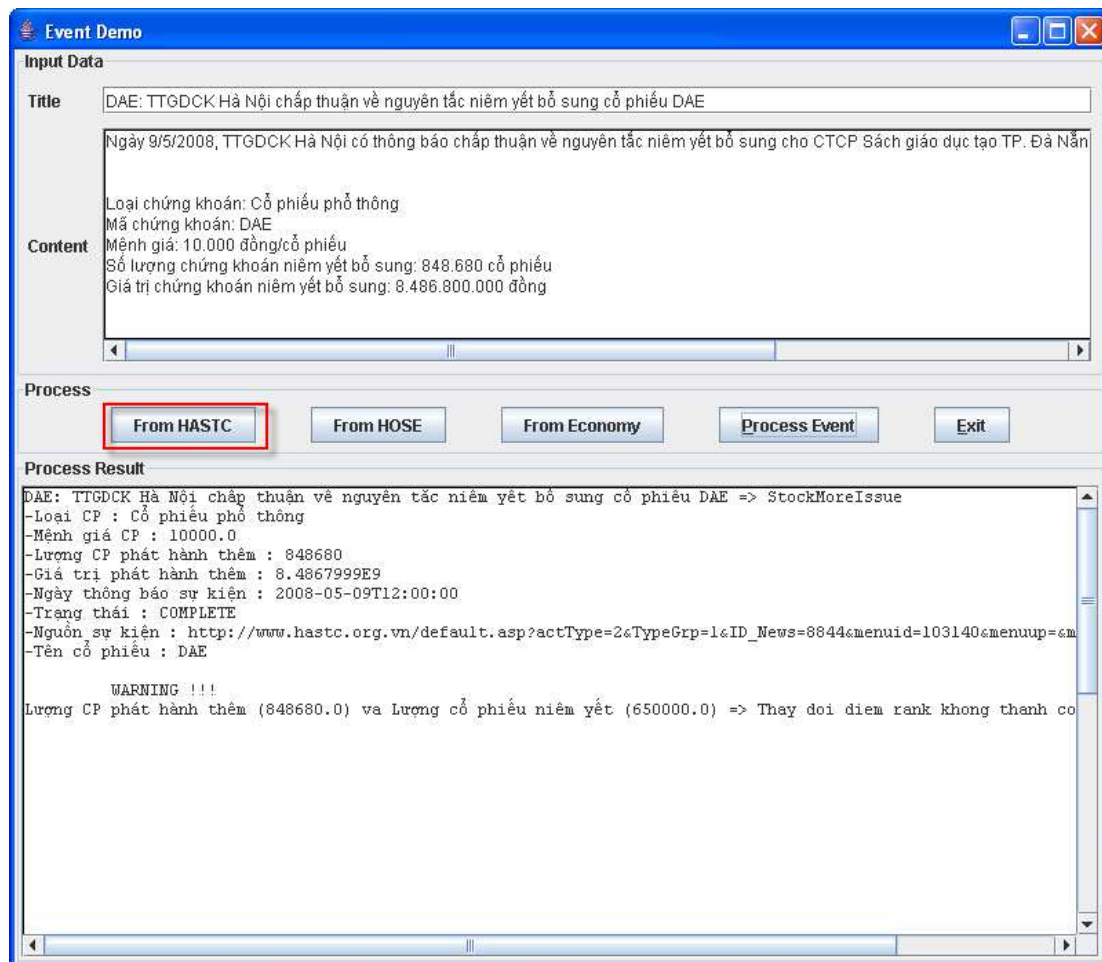 Event Demo
Input Data
Title
DAE: TTGDCK Hà Nội chấp thuận về nguyên tắc niêm yết bổ sung cổ phiếu DAE
Content
Ngày 9/5/2008, TTGDCK Hà Nội có thông báo chấp thuận về nguyên tắc niêm yết bổ sung cho CTCP Sách giáo dục tạo TP. Đà Nẵn
Loại chứng khoán: Cổ phiếu phổ thông
Mã chứng khoán: DAE
Mệnh giá: 10.000 đồng/cổ phiếu
Số lượng chứng khoán niêm yết bổ sung: 848.680 cổ phiếu
Giá trị chứng khoán niêm yết bổ sung: 8.486.800.000 đồng
Process
From HASTC From HOSE From Economy Process Event Exit
Process Result
DAE: TTGDCK Hà Nội chấp thuận về nguyên tắc niêm yết bổ sung cổ phiếu DAE => StockMoreIssue
-Loại CP : Cổ phiếu phổ thông
-Mệnh giá CP : 10000.0
-Lượng CP phát hành thêm : 848680
-Giá trị phát hành thêm : 8.4867999E9
-Ngày thông báo sự kiện : 2008-05-09T12:00:00
-Trạng thái : COMPLETE
-Nguồn sự kiện : http://www.hastc.org.vn/default.asp?actType=2&TypeGrp=1&ID_News=8844&menuid=103140&menuup=&m
-Tên cổ phiếu : DAE
WARNING !!!
Lượng CP phát hành thêm (848680.0) va Lượng cổ phiếu niêm yết (650000.0) => Thay doi diem rank khong thanh co